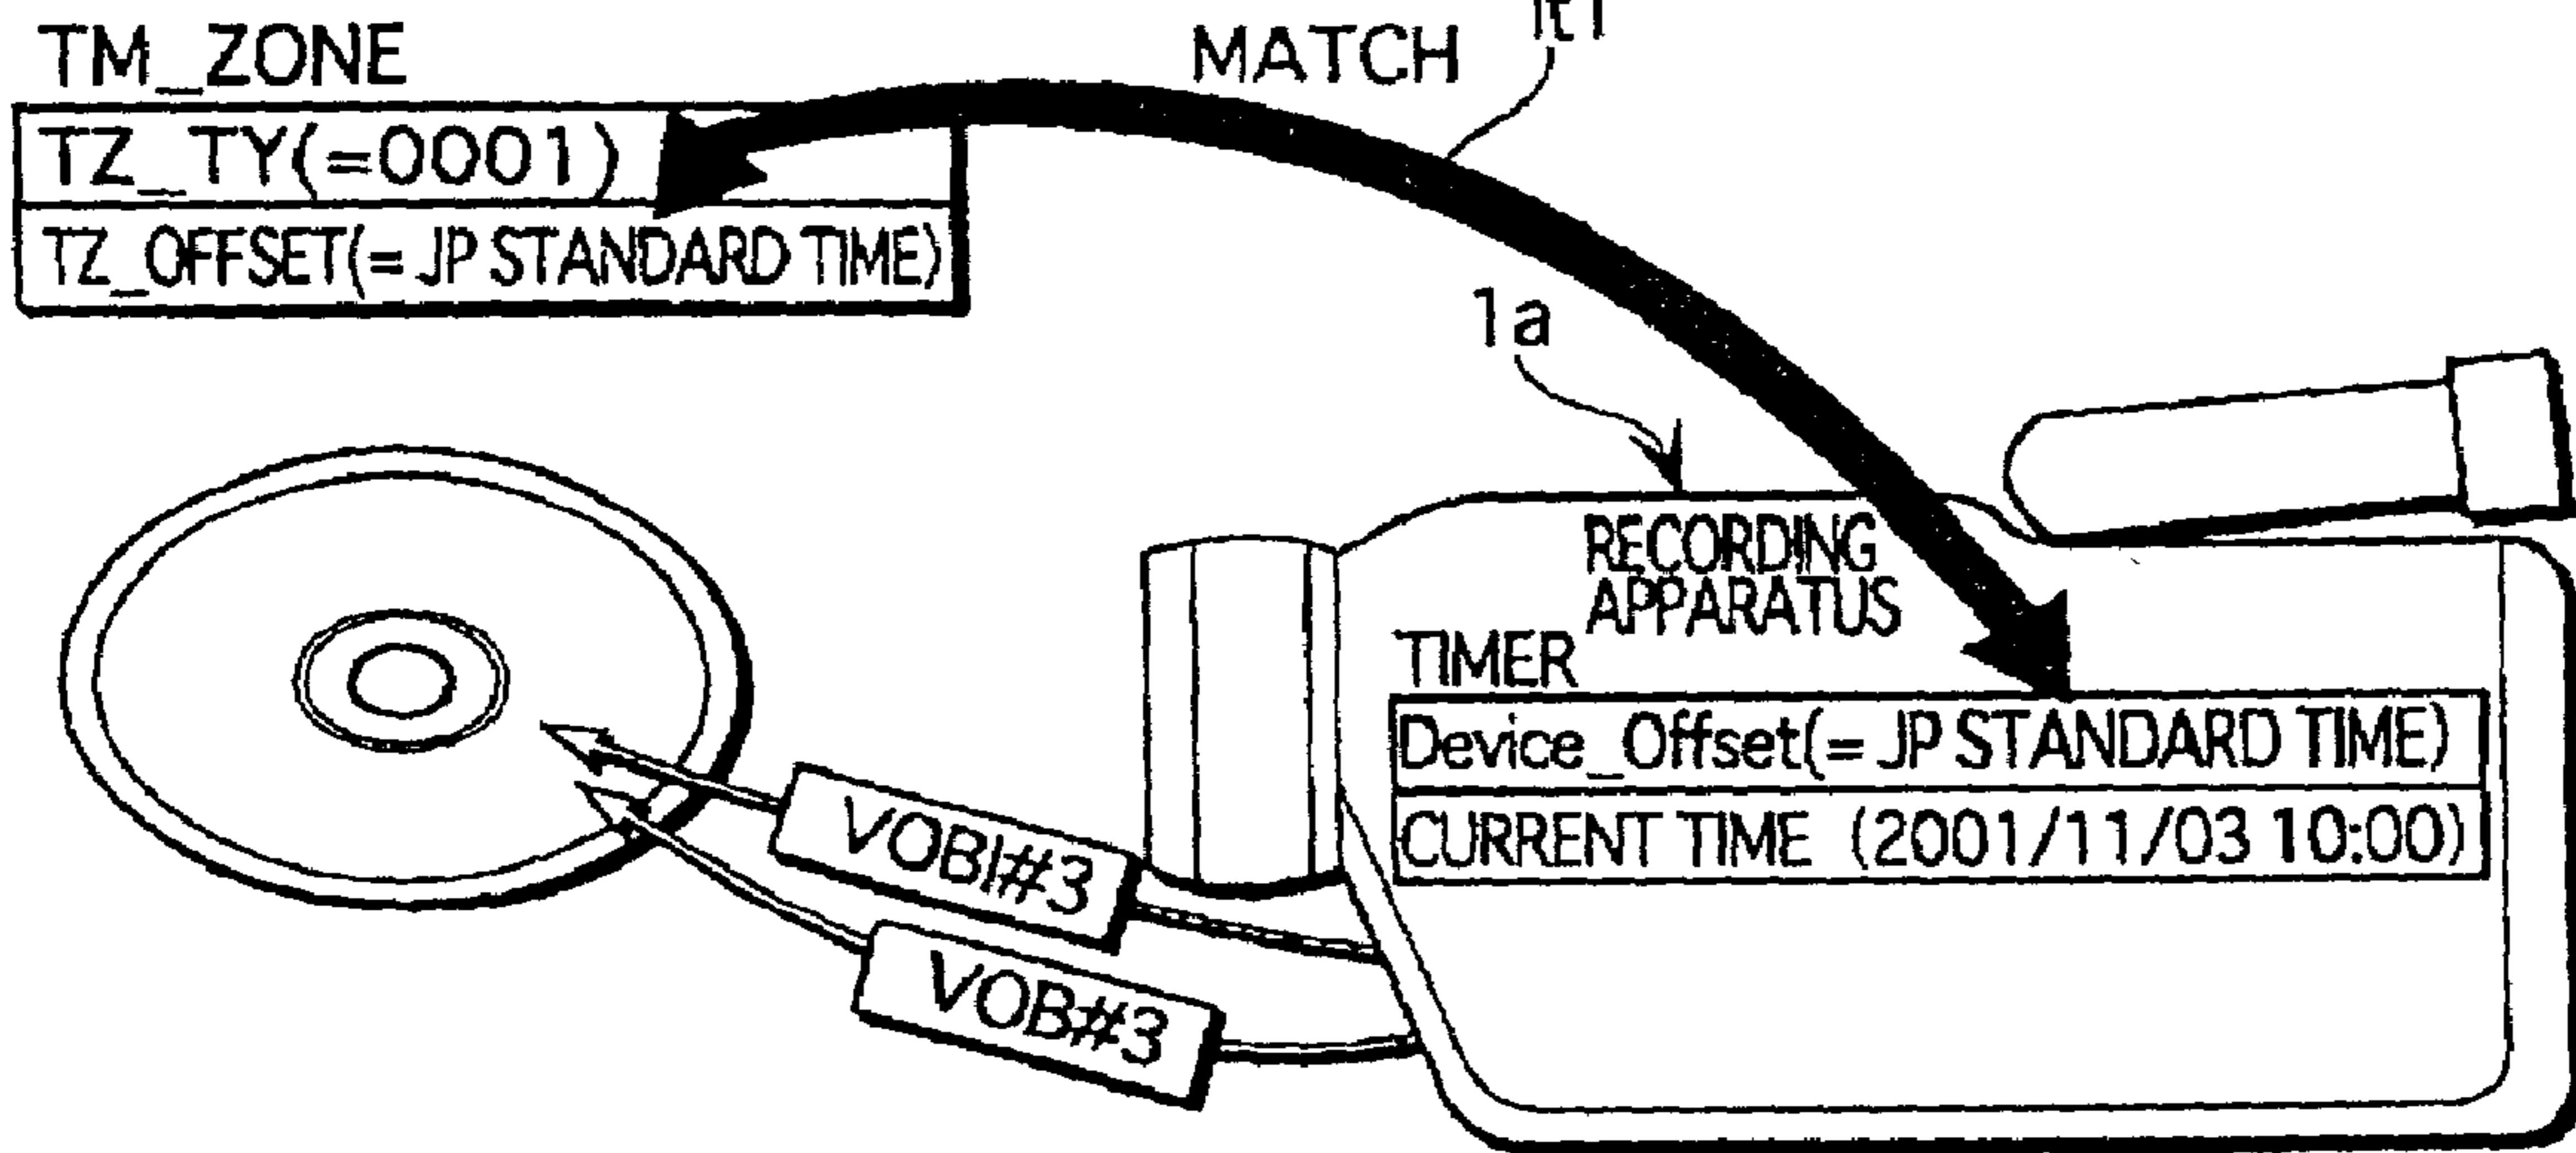 TM_ZONE
MATCH
TZ_TY(=0001)
TZ_OFFSET(= JP STANDARD TIME)
1a
RECORDING
APPARATUS
TIMER
Device_Offset(= JP STANDARD TIME)
CURRENT TIME (2001/11/03 10:00)
VOBI#3
VOB#3